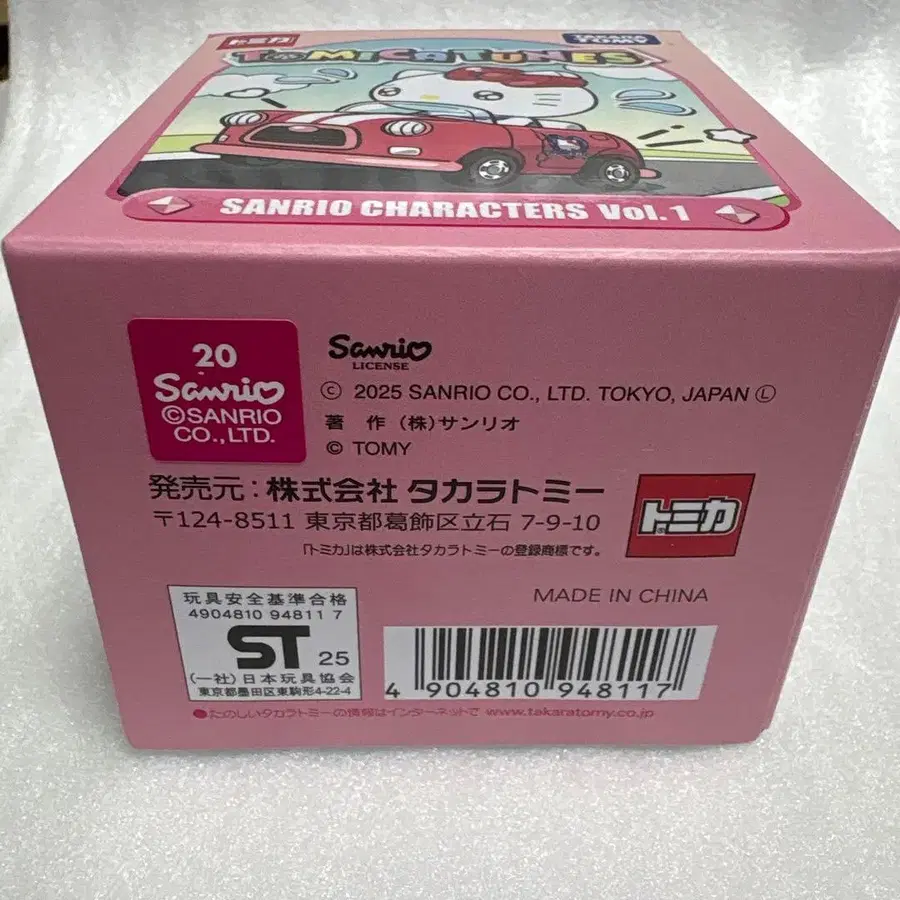 トミカ
TAKARA TOMY
TOMICATUNES
SANRIO CHARACTERS Vol.1
20
Sanrio
©SANRIO
CO.,LTD.
Sanrio
LICENSE
© 2025 SANRIO CO., LTD. TOKYO, JAPAN Ⓛ
著 作 (株)サンリオ
© TOMY
発売元:株式会社 タカラトミー
〒124-8511 東京都葛飾区立石 7-9-10
「トミカ」は株式会社タカラトミーの登録商標です。
トミカ
MADE IN CHINA
玩具安全基準合格
4904810 94811 7
ST 25
(一社)日本玩具協会
東京都墨田区東駒形4-22-4
4 904810 948117
●たのしいタカラトミーの情報はインターネットで www.takaratomy.co.jp